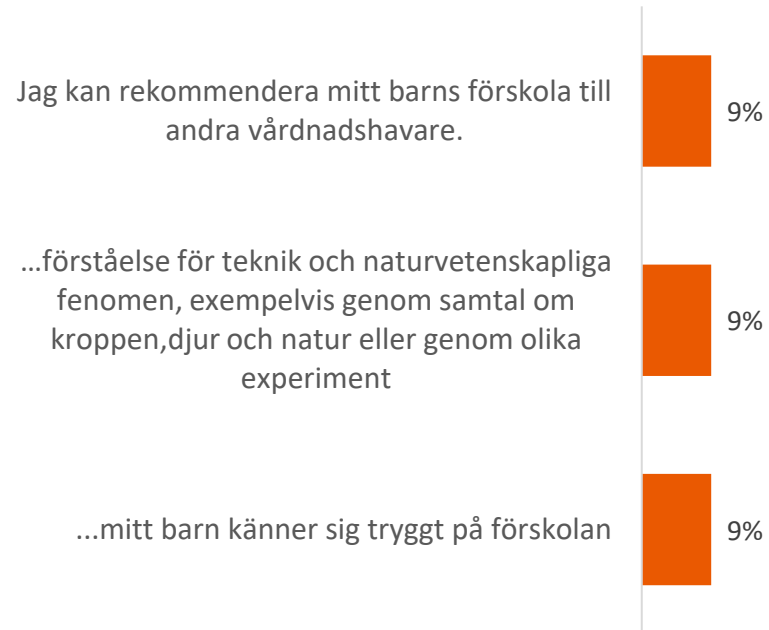 Jag kan rekommendera mitt barns förskola till
andra vårdnadshavare.
9%
...förståelse för teknik och naturvetenskapliga
fenomen, exempelvis genom samtal om
kroppen,djur och natur eller genom olika
experiment
9%
...mitt barn känner sig tryggt på förskolan
9%